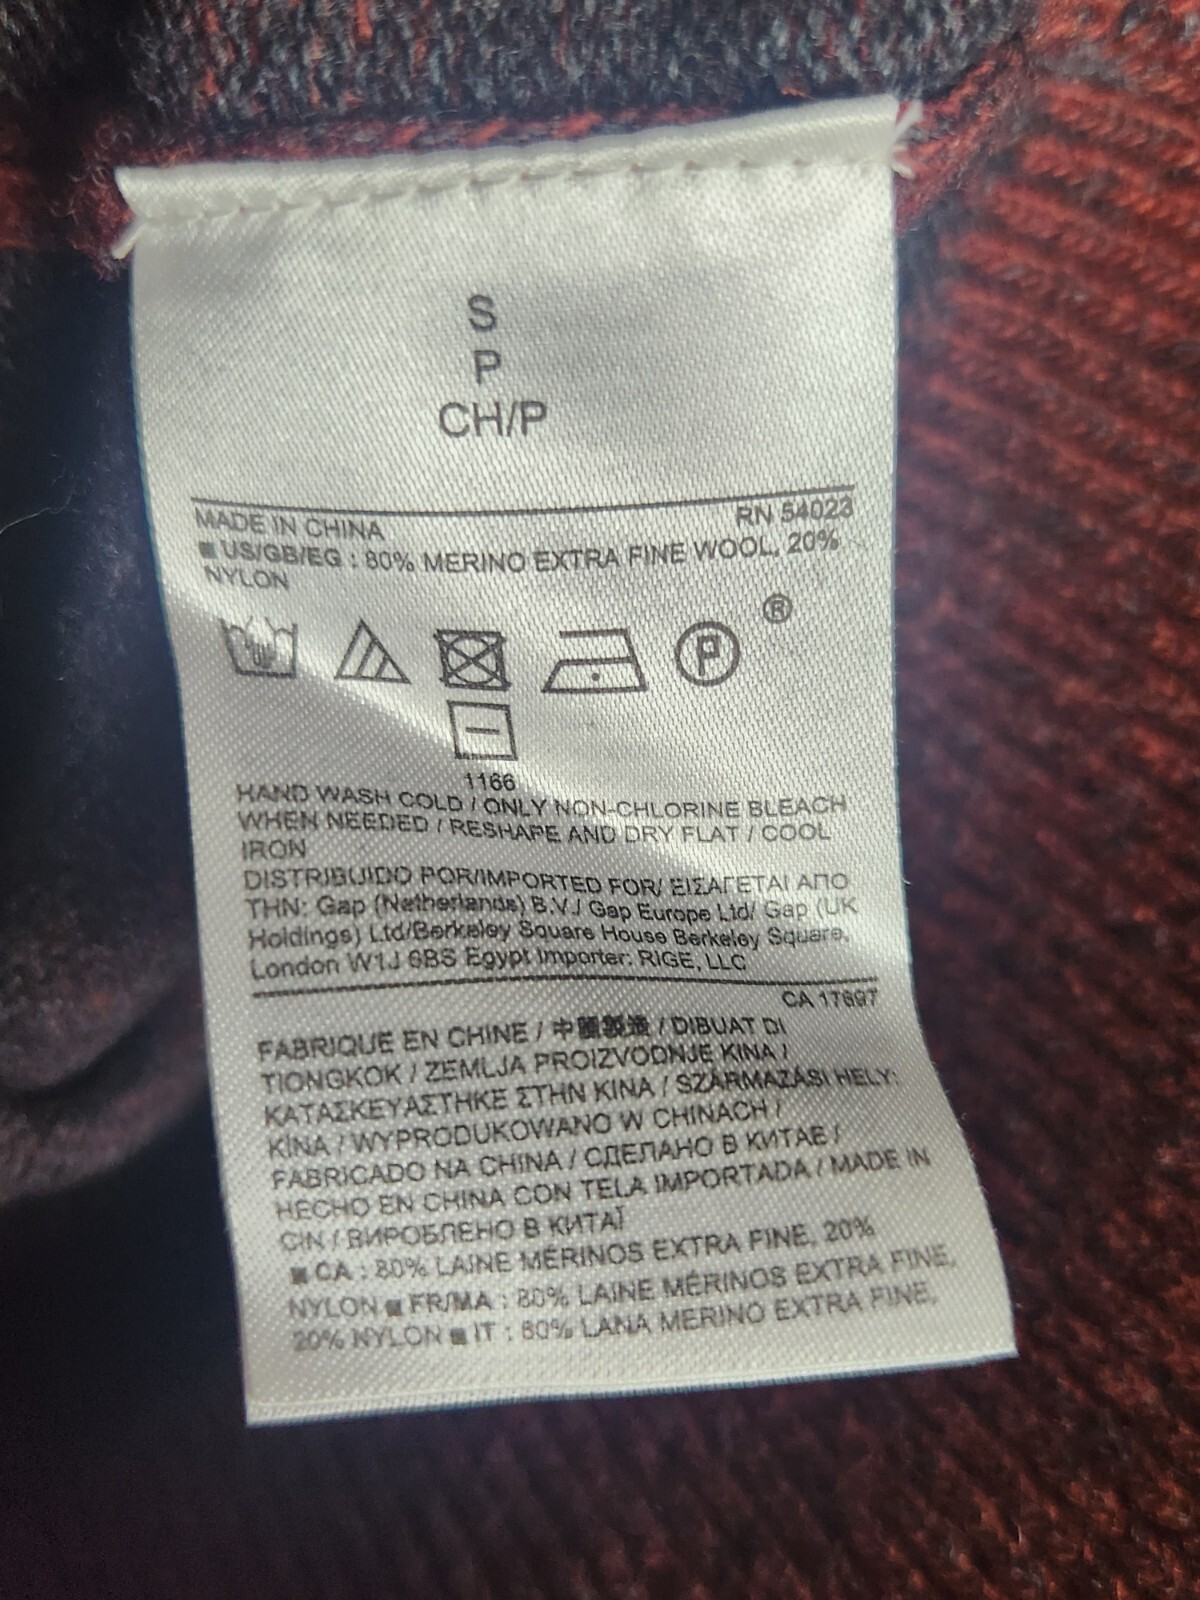 S
P
CH/P
MADE IN CHINA RN 54023
■ US/GB/EG : 80% MERINO EXTRA FINE WOOL, 20%
NYLON
P ®
1166
HAND WASH COLD / ONLY NON-CHLORINE BLEACH
WHEN NEEDED / RESHAPE AND DRY FLAT / COOL
IRON
DISTRIBUIDO POR/IMPORTED FOR/ ΕΙΣΑΓΕΤΑΙ ΑΠΟ
ΤΗΝ: Gap (Netherlands) B.V./ Gap Europe Ltd/ Gap (UK
Holdings) Ltd/Berkeley Square House Berkeley Square,
London W1J 6BS Egypt Importer: RIGE, LLC
CA 17897
FABRIQUE EN CHINE / 中國製造 / DIBUAT DI
TIONGKOK / ZEMLJA PROIZVODNJE KINA /
ΚΑΤΑΣΚΕΥΑΣΤΗΚΕ ΣΤΗΝ ΚΙΝΑ / SZÁRMAZÁSI HELY:
KÍNA / WYPRODUKOWANO W CHINACH /
FABRICADO NA CHINA / СДЕЛАНО В КИТАЕ /
HECHO EN CHINA CON TELA IMPORTADA / MADE IN
CIN / ВИРОБЛЕНО В КИТАЇ
■ CA : 80% LAINE MÉRINOS EXTRA FINE, 20%
NYLON ■ FR/MA : 80% LAINE MÉRINOS EXTRA FINE,
20% NYLON ■ IT : 80% LANA MERINO EXTRA FINE,